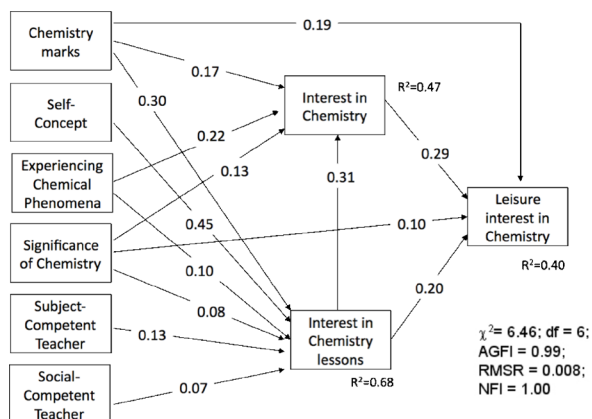 Chemistry
marks
0.19
0.17
R²=0.47
Interest in
Chemistry
0.30
Self-
Concept
0.22
0.13
Experiencing
Chemical
Phenomena
0.31
0.29
Leisure
interest in
Chemistry
0.45
0.10
Significance
of Chemistry
0.10
R²=0.40
0.08
0.20
Subject-
Competent
Teacher
0.13
Interest in
Chemistry
lessons
R²=0.68
Social-
Competent
Teacher
0.07
χ²= 6.46; df = 6;
AGFI = 0.99;
RMSR = 0.008;
NFI = 1.00